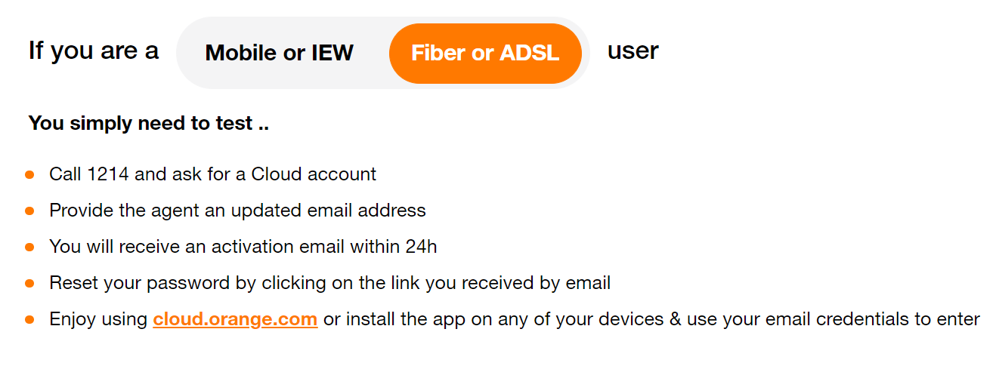 If you are a Mobile or IEW Fiber or ADSL user
You simply need to test ..
Call 1214 and ask for a Cloud account
Provide the agent an updated email address
You will receive an activation email within 24h
Reset your password by clicking on the link you received by email
Enjoy using cloud.orange.com or install the app on any of your devices & use your email credentials to enter